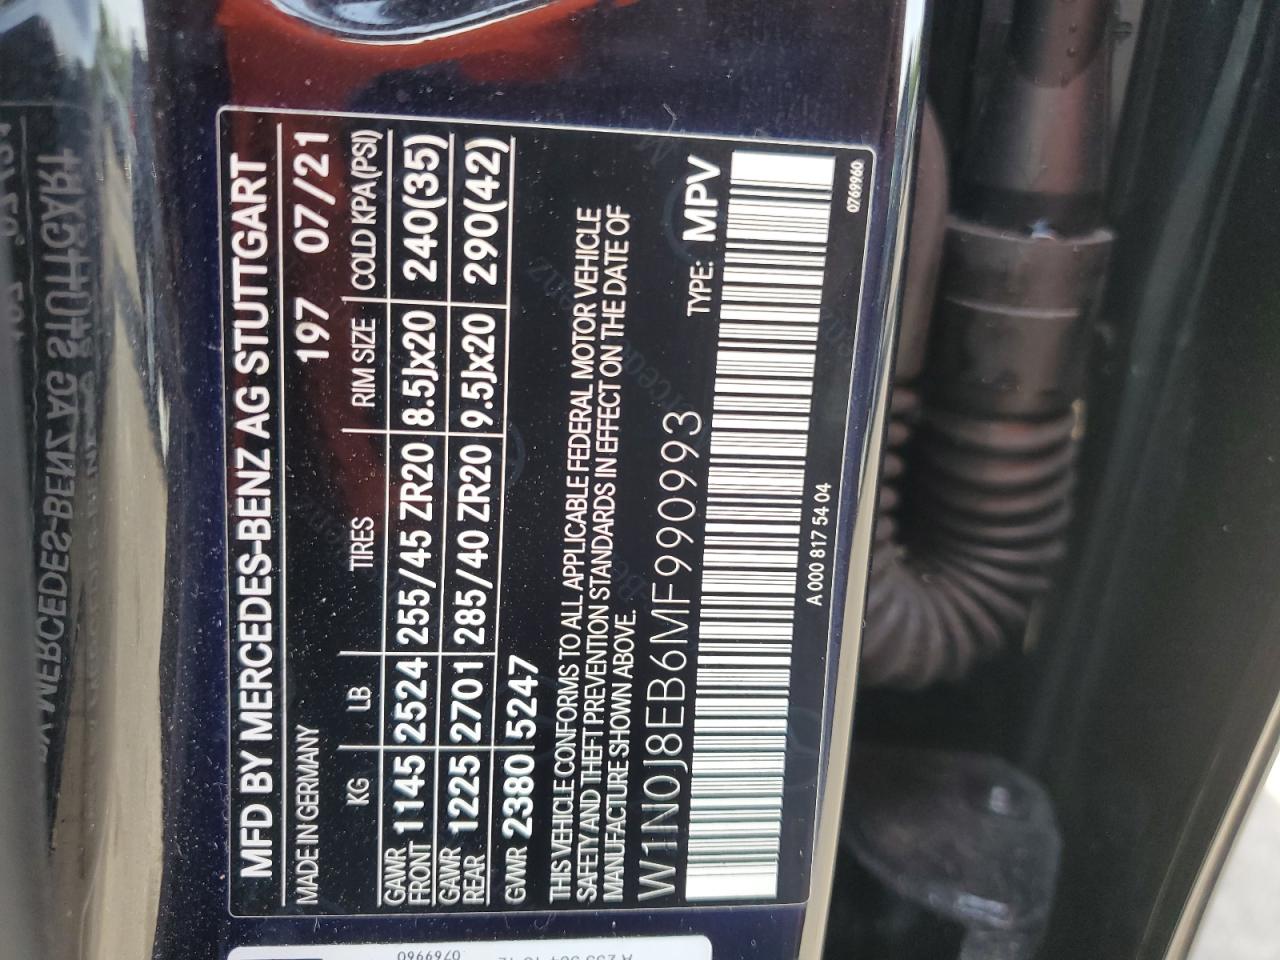 MFD BY MERCEDES-BENZ AG STUTTGART
MADE IN GERMANY 197 07/21
KG LB TIRES RIM SIZE COLD KPA(PSI)
GAWR FRONT 1145 2524 255/45 ZR20 8.5Jx20 240(35)
GAWR REAR 1225 2701 285/40 ZR20 9.5Jx20 290(42)
GVWR 2380 5247
THIS VEHICLE CONFORMS TO ALL APPLICABLE FEDERAL MOTOR VEHICLE
SAFETY AND THEFT PREVENTION STANDARDS IN EFFECT ON THE DATE OF
MANUFACTURE SHOWN ABOVE.
W1N0J8EB6MF990993 TYPE: MPV
A 000 817 54 04 0769960
0769960